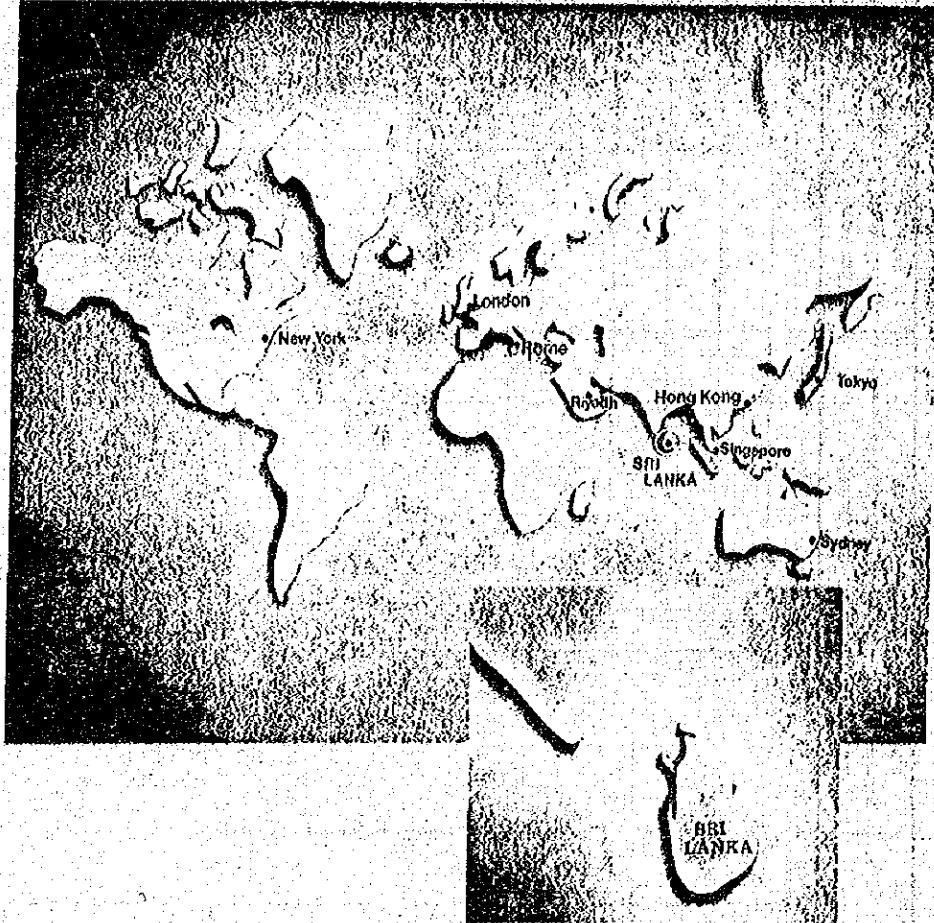 London
New York
Rome
Tokyo
Riyadh
Hong Kong
Singapore
SRI
LANKA
Sydney
SRI
LANKA